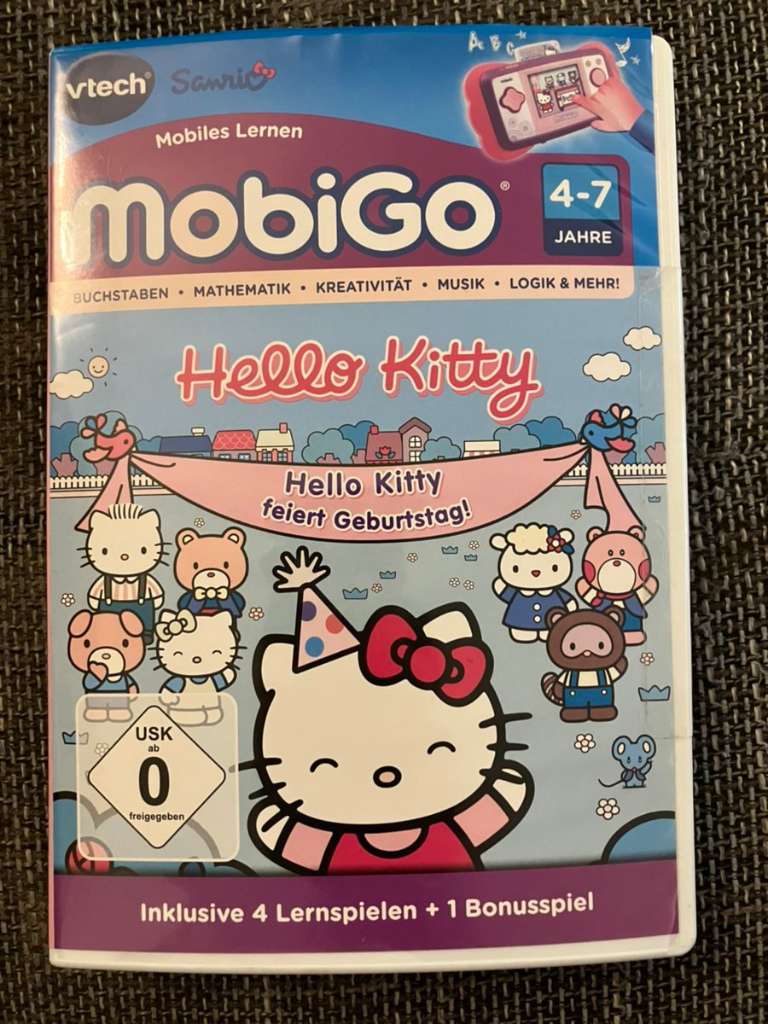 vtech®
Sanrio
A B C
Mobiles Lernen
MobiGo®
4-7
JAHRE
BUCHSTABEN • MATHEMATIK • KREATIVITÄT • MUSIK • LOGIK & MEHR!
Hello Kitty
Hello Kitty
feiert Geburtstag!
USK
ab
0
freigegeben
Inklusive 4 Lernspielen + 1 Bonusspiel